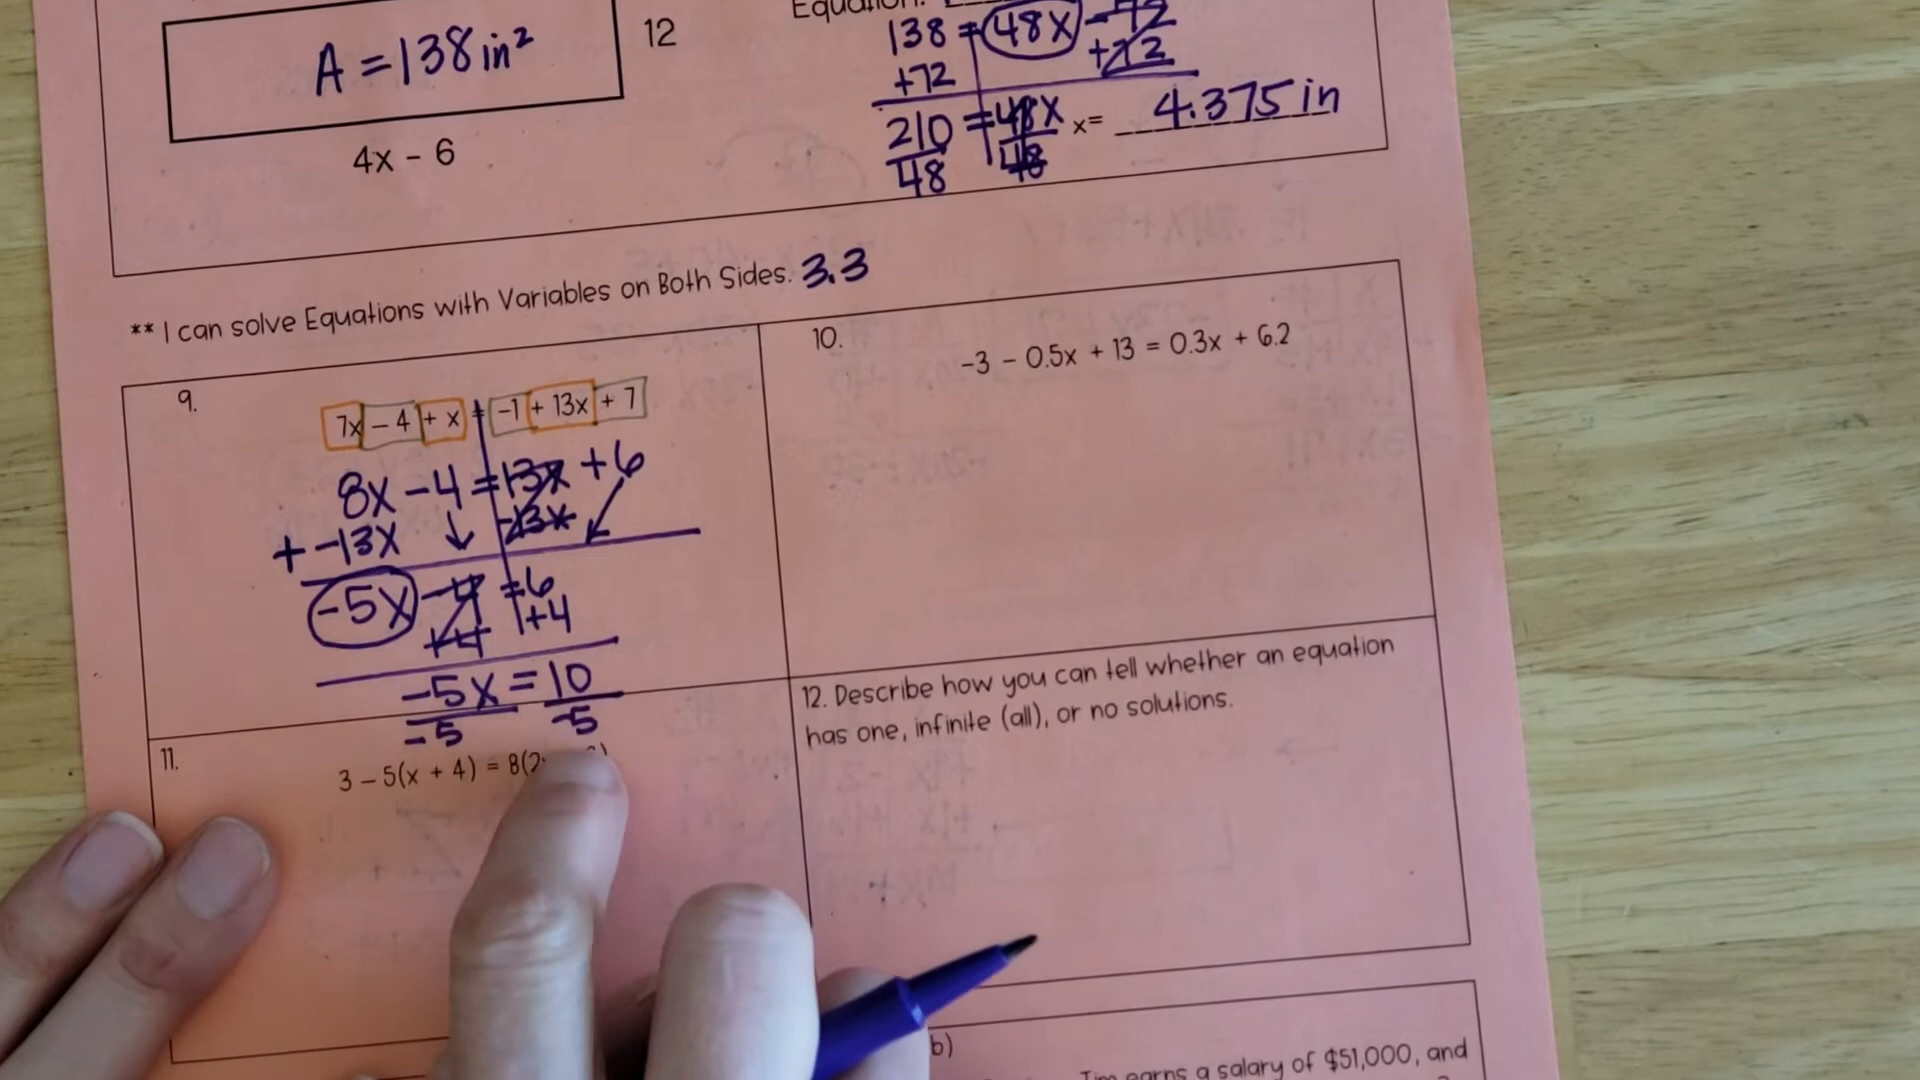 Equation:
A = 138 in²
12
4x - 6
138 = 48x - 72
+72 +72
210 = 48x
48 48
x= 4.375 in
** I can solve Equations with Variables on Both Sides. 3.3
9.
7x - 4 + x = -1 + 13x + 7
8x - 4 = 13x + 6
+ -13x -13x
-5x - 4 = 6
+4 +4
-5x = 10
-5 -5
10.
-3 - 0.5x + 13 = 0.3x + 6.2
11.
3 - 5(x + 4) = 8(2
12. Describe how you can tell whether an equation
has one, infinite (all), or no solutions.
b)
Tim earns a salary of $51,000, and